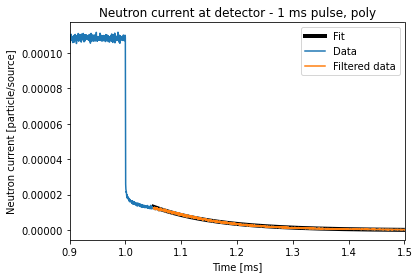 Neutron current at detector - 1 ms pulse, poly
Fit
Data
Filtered data
Neutron current [particle/source]
0.00010
0.00008
0.00006
0.00004
0.00002
0.00000
0.9
1.0
1.1
1.2
1.3
1.4
1.5
Time [ms]